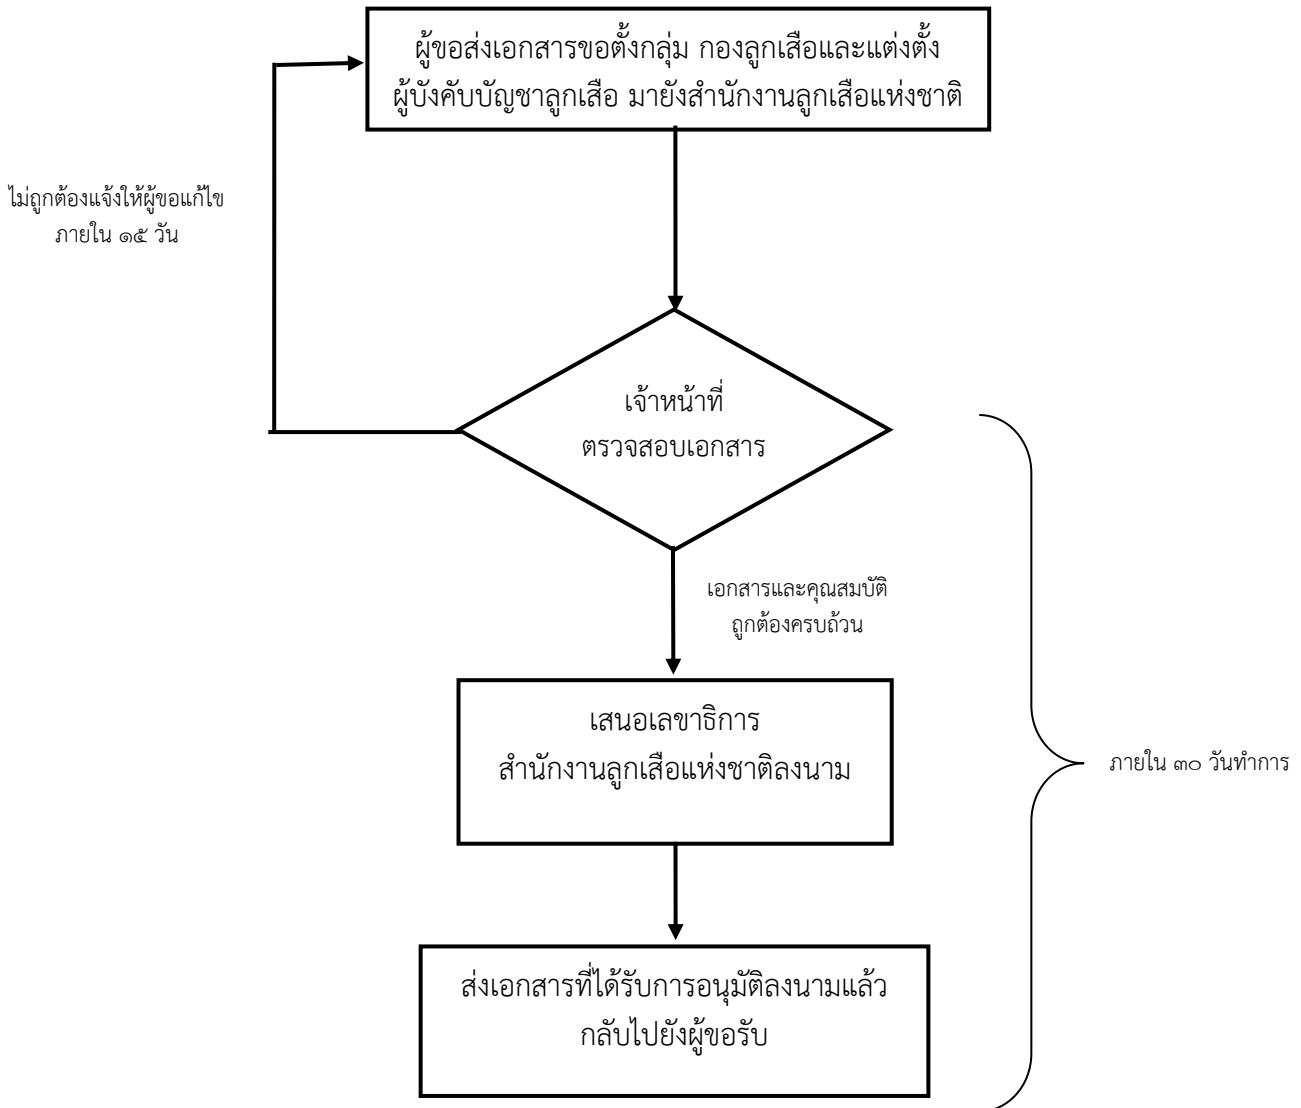 ผู้ขอส่งเอกสารขอตั้งกลุ่ม กองลูกเสือและแต่งตั้ง
ผู้บังคับบัญชาลูกเสือ มายังสำนักงานลูกเสือแห่งชาติ
ไม่ถูกต้องแจ้งให้ผู้ขอแก้ไข
ภายใน ๑๕ วัน
เจ้าหน้าที่
ตรวจสอบเอกสาร
เอกสารและคุณสมบัติ
ถูกต้องครบถ้วน
เสนอเลขาธิการ
สำนักงานลูกเสือแห่งชาติลงนาม
ภายใน ๓๐ วันทำการ
ส่งเอกสารที่ได้รับการอนุมัติลงนามแล้ว
กลับไปยังผู้ขอรับ